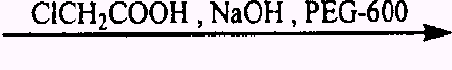 ClCH₂COOH , NaOH , PEG-600